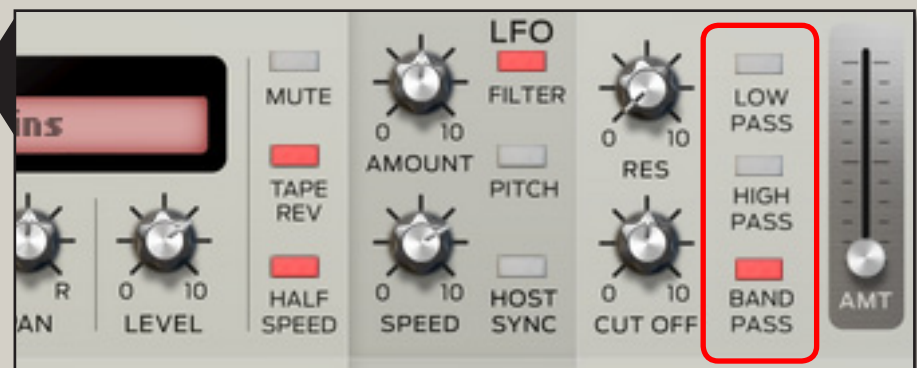 ins
MUTE
TAPE
REV
HALF
SPEED
R
AN
0 10
LEVEL
LFO
0 10
AMOUNT
0 10
SPEED
FILTER
PITCH
HOST
SYNC
0 10
RES
0 10
CUT OFF
LOW
PASS
HIGH
PASS
BAND
PASS
AMT